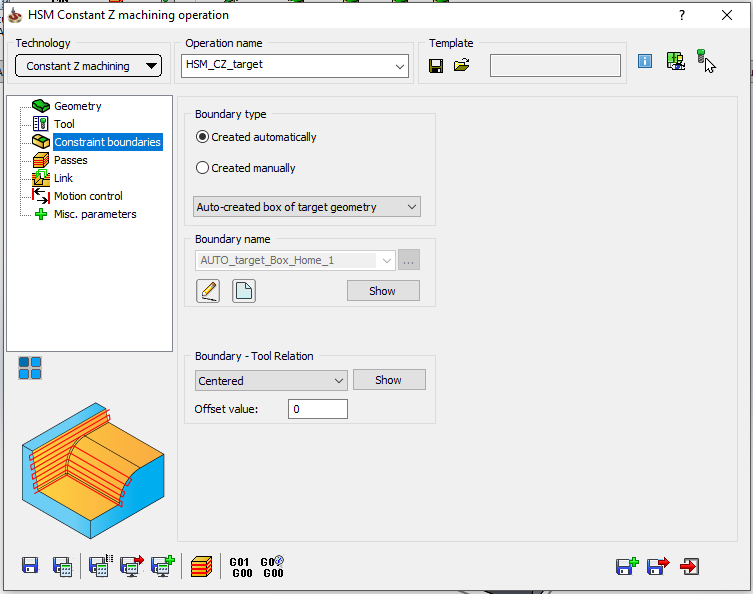 HSM Constant Z machining operation
?
Technology
Constant Z machining
Operation name
HSM_CZ_target
Template
Geometry
Tool
Constraint boundaries
Passes
Link
Motion control
Misc. parameters
Boundary type
Created automatically
Created manually
Auto-created box of target geometry
Boundary name
AUTO_target_Box_Home_1
...
Show
Boundary - Tool Relation
Centered
Show
Offset value:
0
G01
G00
G00